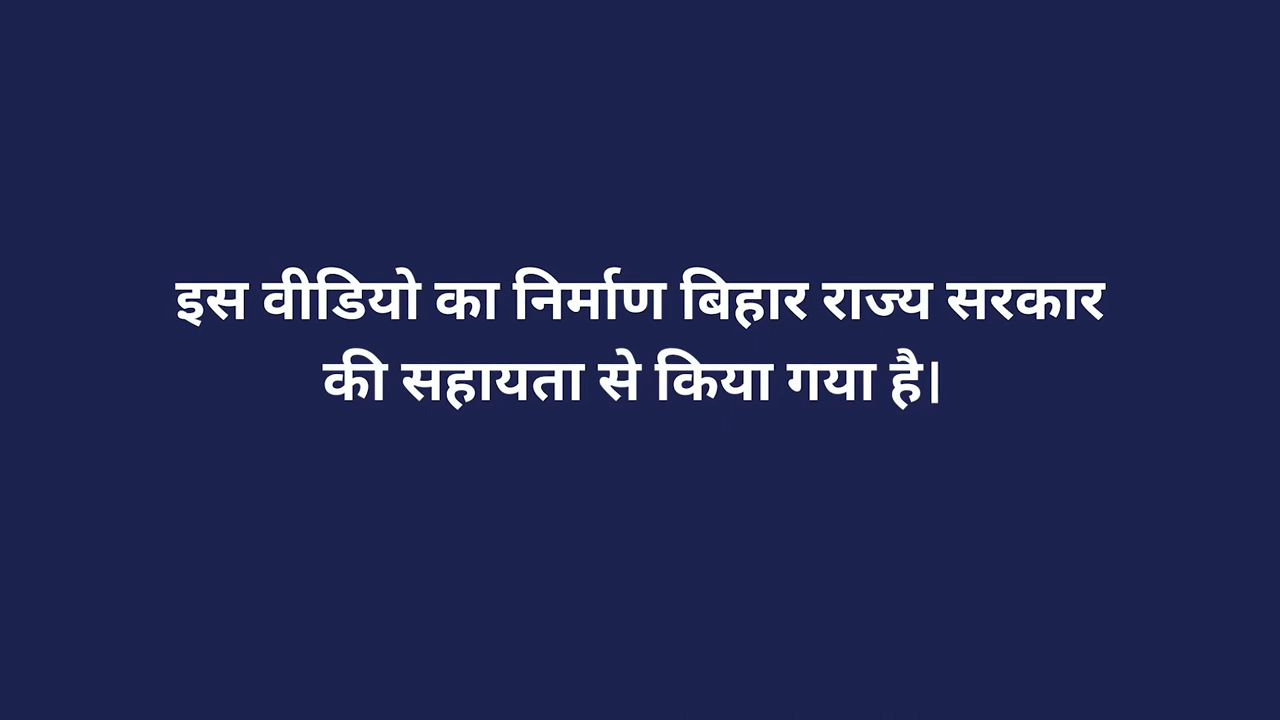 इस वीडियो का निर्माण बिहार राज्य सरकार
की सहायता से किया गया है।